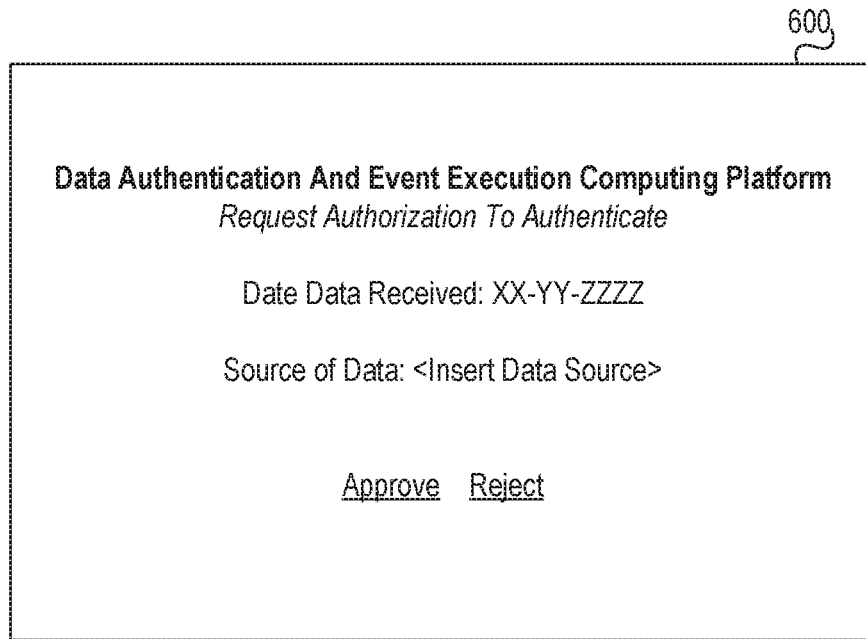 600
Data Authentication And Event Execution Computing Platform
Request Authorization To Authenticate
Date Data Received: XX-YY-ZZZZ
Source of Data: <Insert Data Source>
Approve Reject